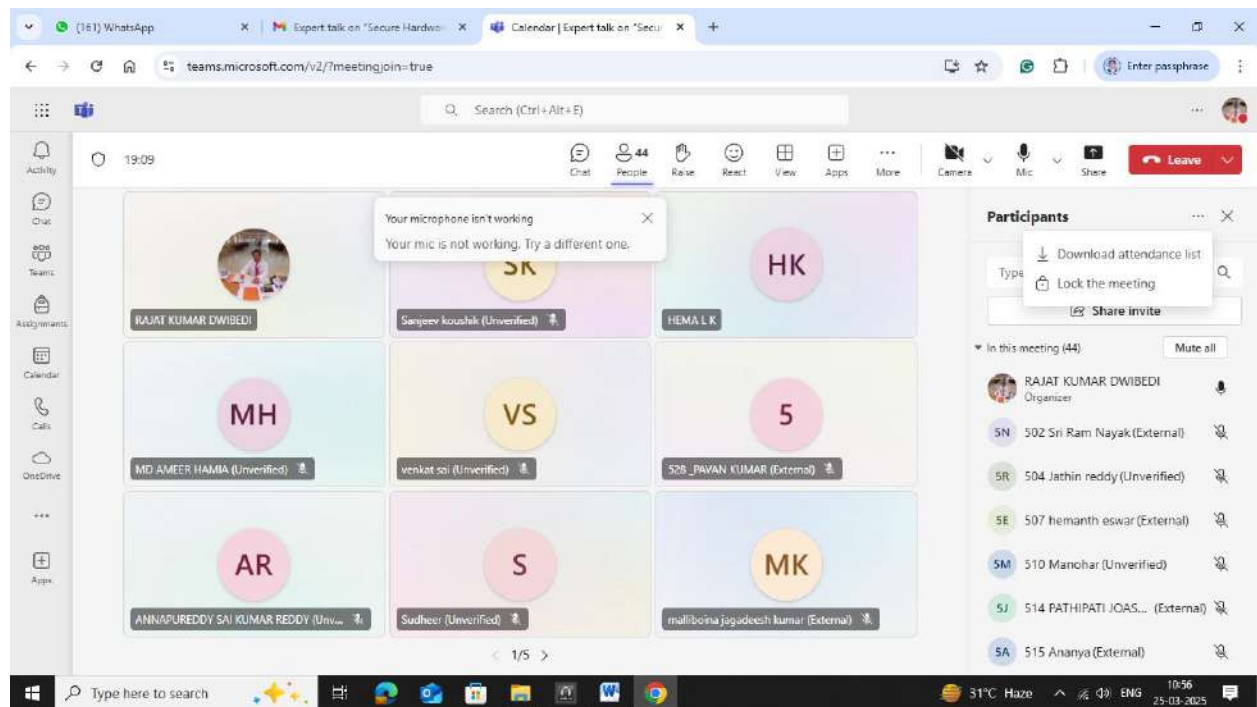 (161) WhatsApp
Expert talk on "Secure Hardwa
Calendar | Expert talk on "Secu
teams.microsoft.com/v2/?meetingjoin=true
Enter passphrase
Search (Ctrl+Alt+E)
19:09
Chat
44
People
Raise
React
View
Apps
More
Camera
Mic
Share
Leave
Activity
Chat
Teams
Assignments
Calendar
Calls
OneDrive
Apps
Your microphone isn't working
Your mic is not working. Try a different one.
RAJAT KUMAR DWIBEDI
SK
Sanjeev koushik (Unverified)
HK
HEMA L K
MH
MD AMEER HAMIA (Unverified)
VS
venkat sai (Unverified)
5
528 _PAVAN KUMAR (External)
AR
ANNAPUREDDY SAI KUMAR REDDY (Unv...
S
Sudheer (Unverified)
MK
malliboina jagadeesh kumar (External)
1/5
Participants
Download attendance list
Lock the meeting
Type
Share invite
In this meeting (44)
Mute all
RAJAT KUMAR DWIBEDI
Organizer
5N 502 Sri Ram Nayak (External)
5R 504 Jathin reddy (Unverified)
5E 507 hemanth eswar (External)
5M 510 Manohar (Unverified)
5J 514 PATHIPATI JOAS... (External)
5A 515 Ananya (External)
Type here to search
31°C Haze
ENG
10:56
25-03-2025